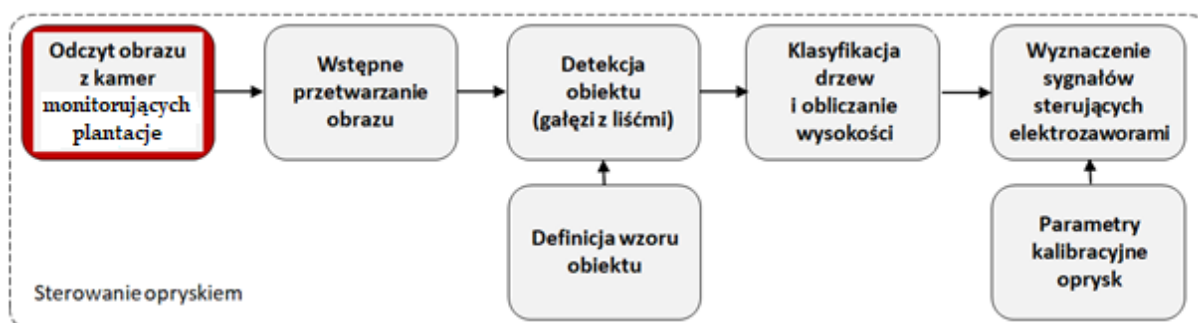 Odczyt obrazu
z kamer
monitorujących
plantacje
Wstępne
przetwarzanie
obrazu
Detekcja
obiektu
(gałęzi z liśćmi)
Klasyfikacja
drzew
i obliczanie
wysokości
Wyznaczenie
sygnałów
sterujących
elektrozaworami
Definicja wzoru
obiektu
Parametry
kalibracyjne
oprysk
Sterowanie opryskiem